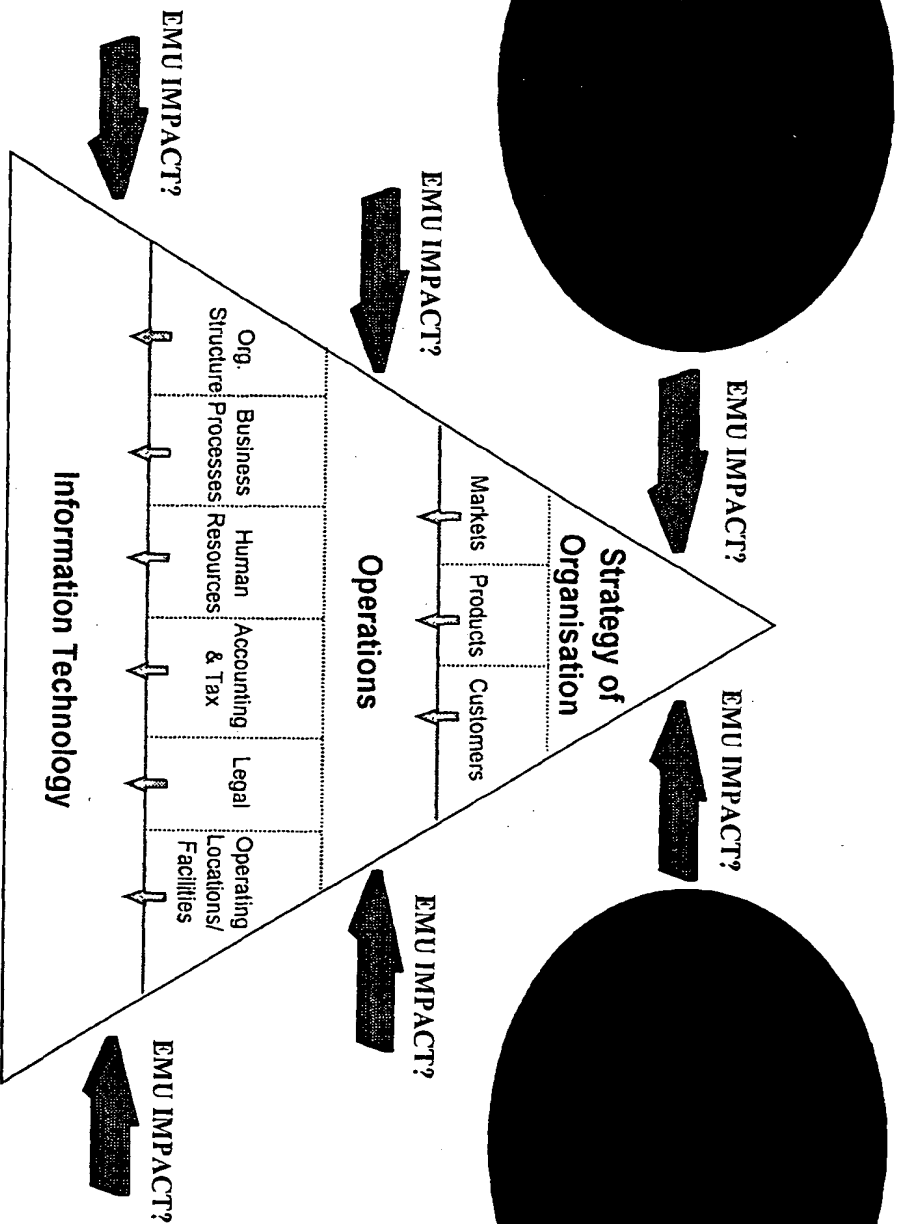 EMU IMPACT?
EMU IMPACT?
Strategy of
Organisation
Markets
Products
Customers
EMU IMPACT?
EMU IMPACT?
Operations
Org.
Structure
Business
Processes
Human
Resources
Accounting
& Tax
Legal
Operating
Locations/
Facilities
EMU IMPACT?
EMU IMPACT?
Information Technology